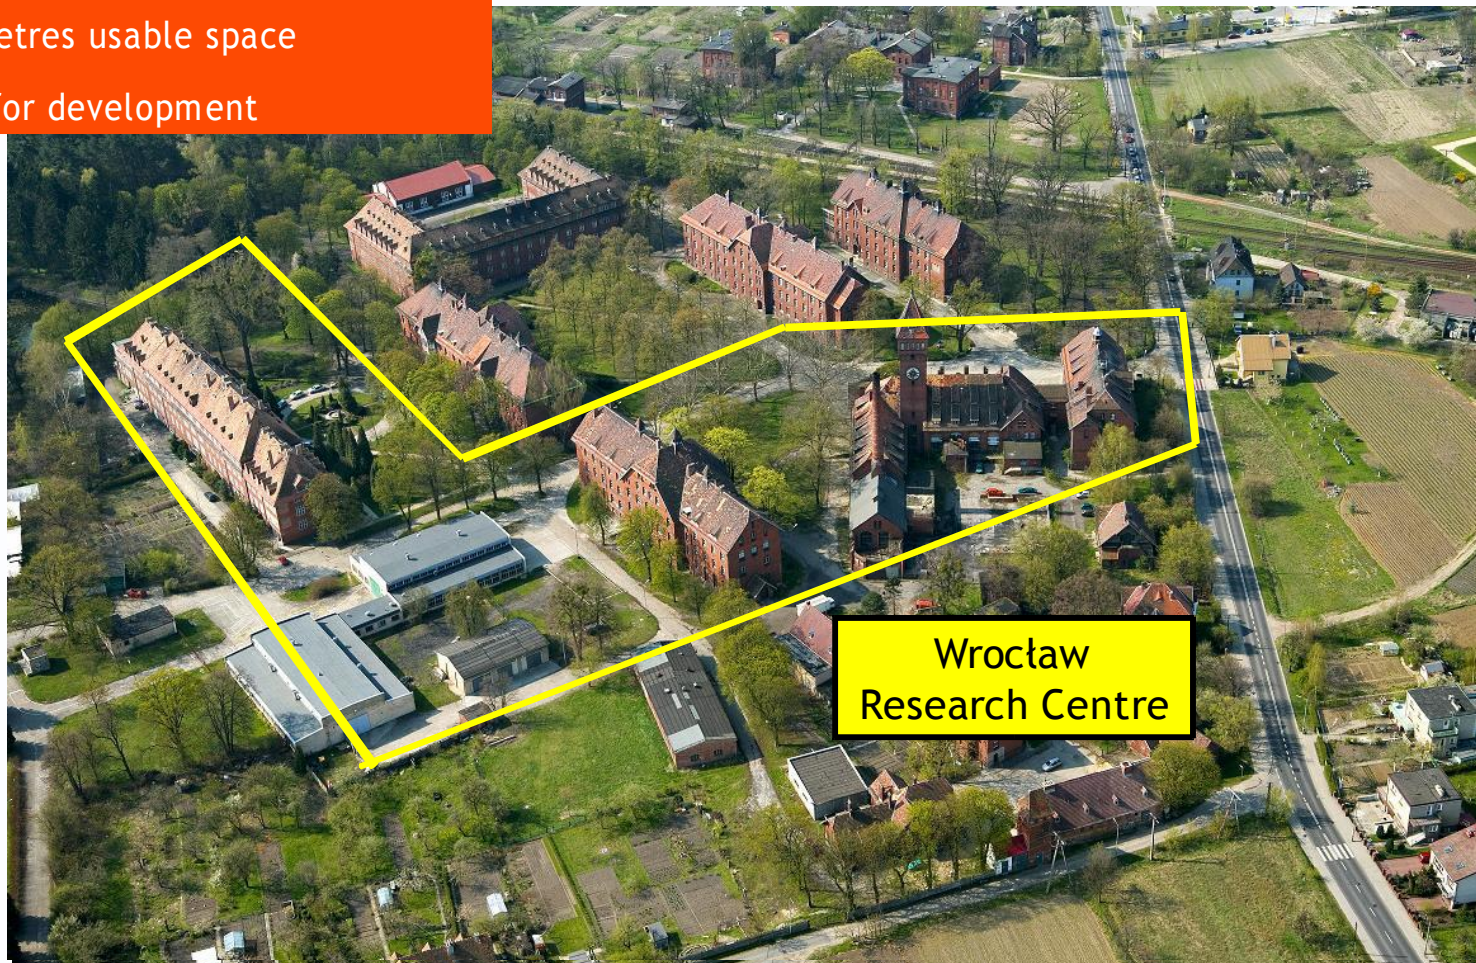 etres usable space
for development
Wrocław
Research Centre